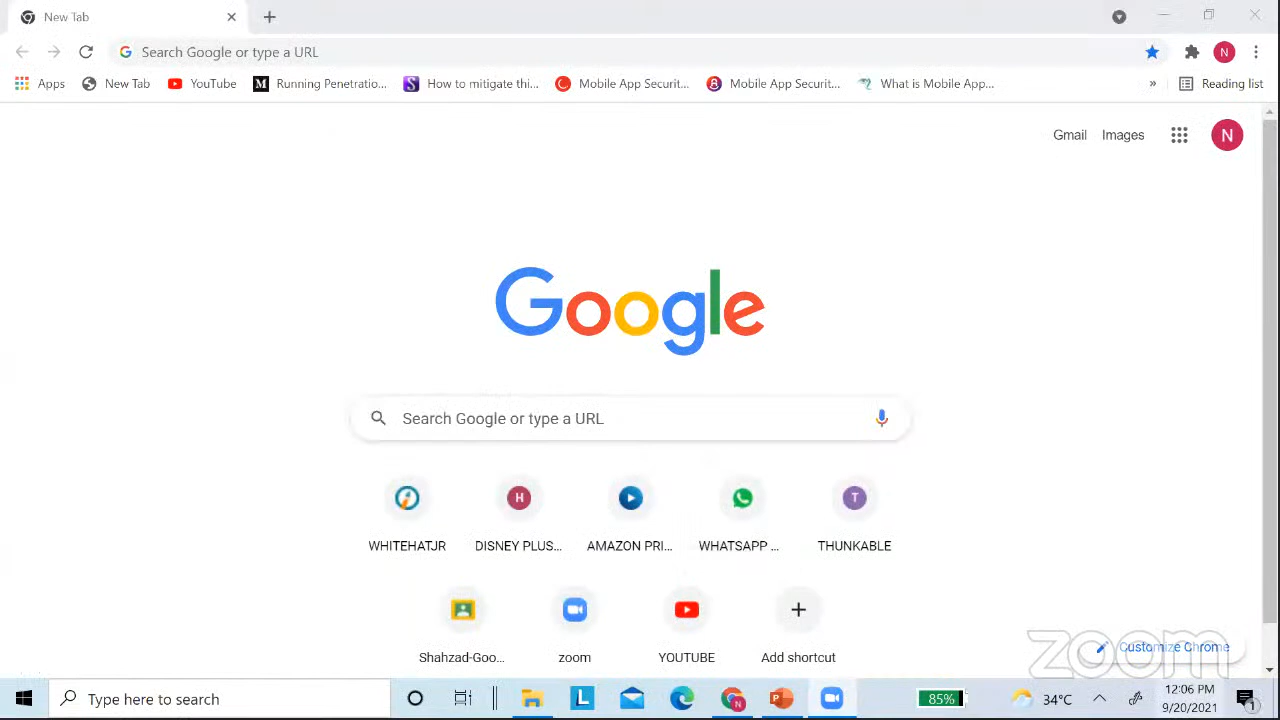 New Tab
Search Google or type a URL
Apps
New Tab
YouTube
Running Penetratio...
How to mitigate thi...
Mobile App Securit...
Mobile App Securit...
What is Mobile App...
»
Reading list
N
Gmail
Images
N
Google
Search Google or type a URL
H
T
WHITEHATJR
DISNEY PLUS...
AMAZON PRI...
WHATSAPP ...
THUNKABLE
Shahzad-Goo...
zoom
YOUTUBE
Add shortcut
Customize Chrome
zoom
Type here to search
L
N
P
85%
34°C
12:06 PM
9/20/2021
1